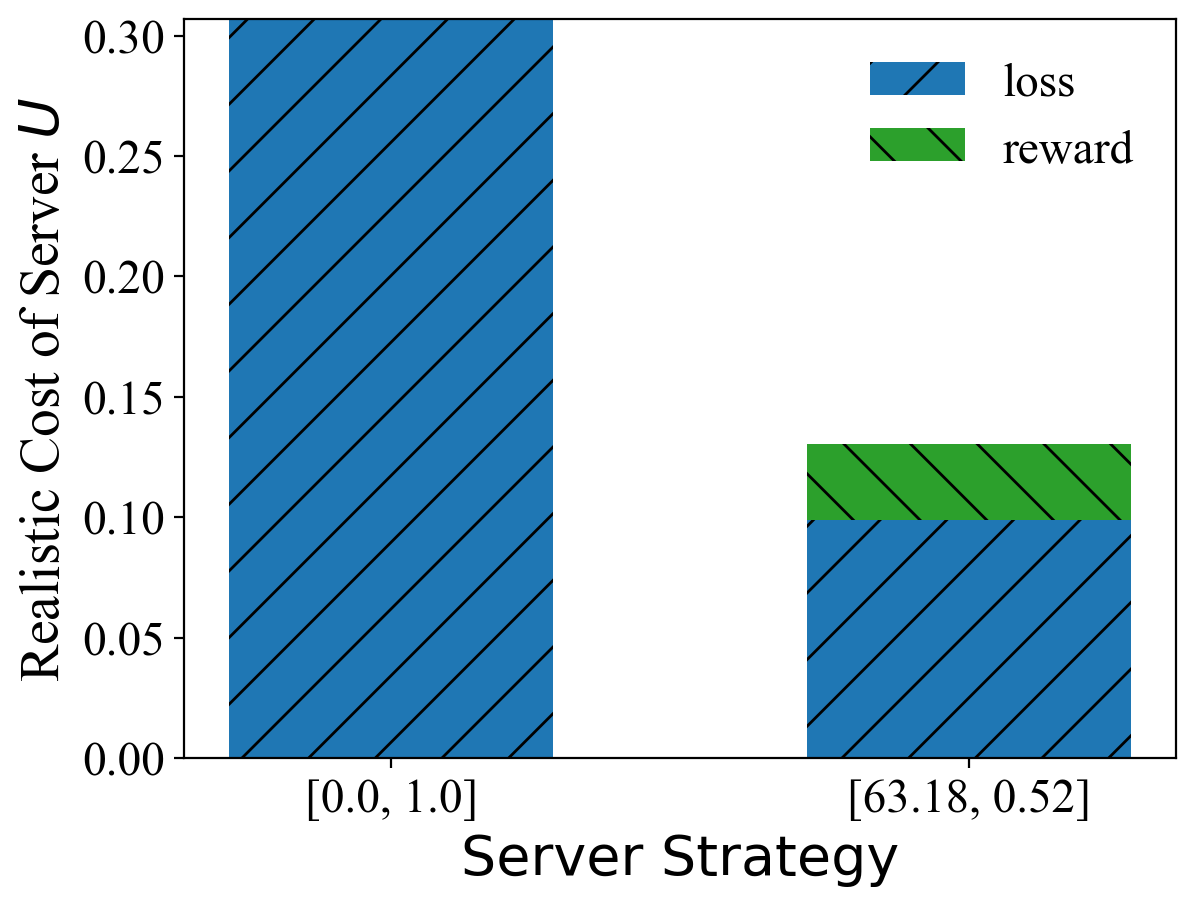 Realistic Cost of Server U
0.30
0.25
0.20
0.15
0.10
0.05
0.00
loss
reward
[0.0, 1.0]
[63.18, 0.52]
Server Strategy